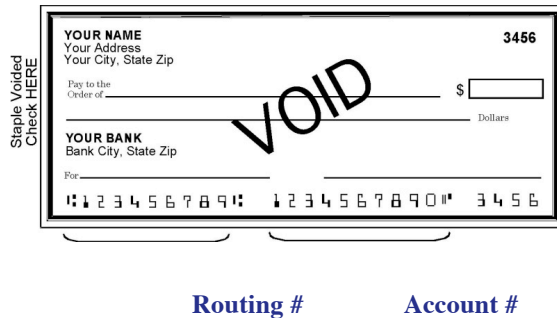 Staple Voided
Check HERE
YOUR NAME
Your Address
Your City, State Zip
3456
Pay to the
Order of
$
VOID
Dollars
YOUR BANK
Bank City, State Zip
For
⑆123456789⑆ 1234567890⑈ 3456
Routing # Account #